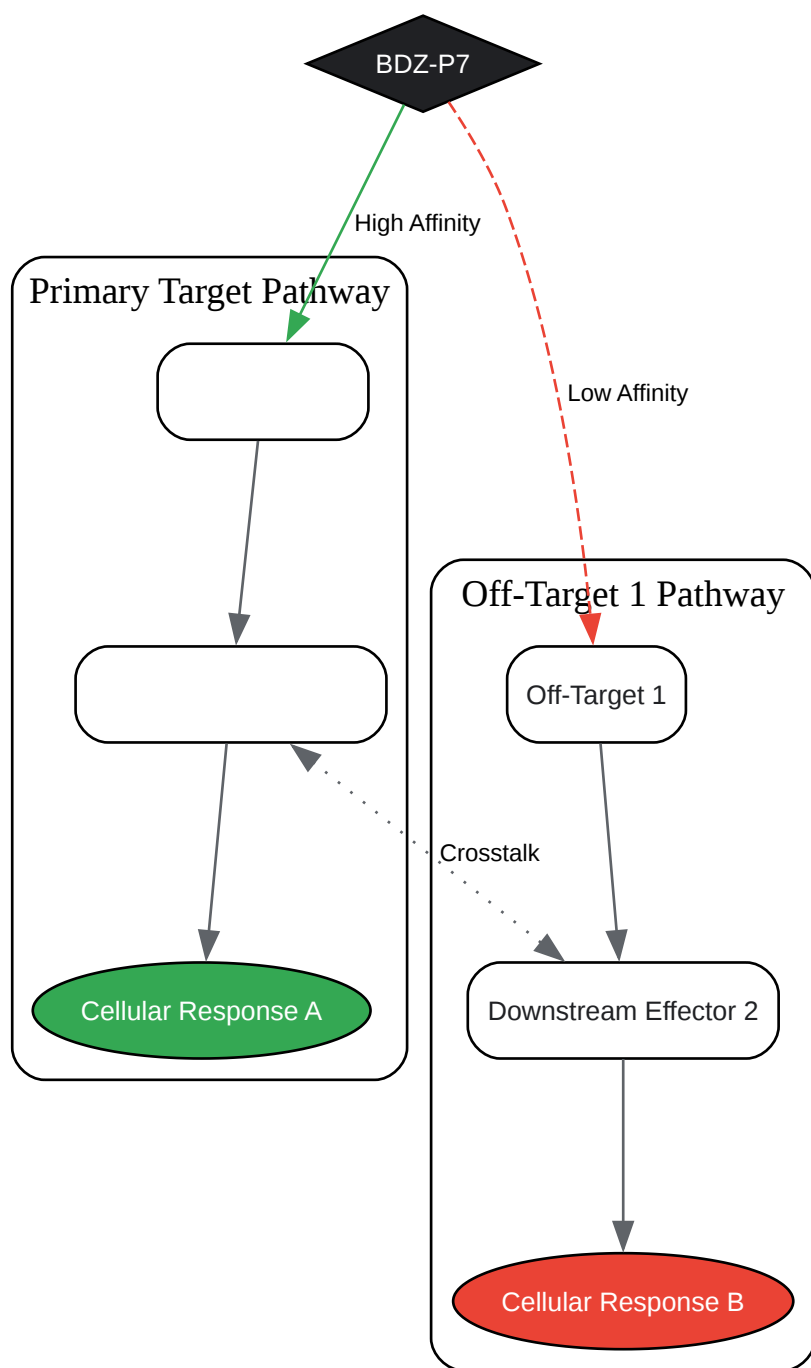 BDZ-P7
High Affinity
Primary Target Pathway
Low Affinity
Off-Target 1 Pathway
Off-Target 1
Crosstalk
Cellular Response A
Downstream Effector 2
Cellular Response B